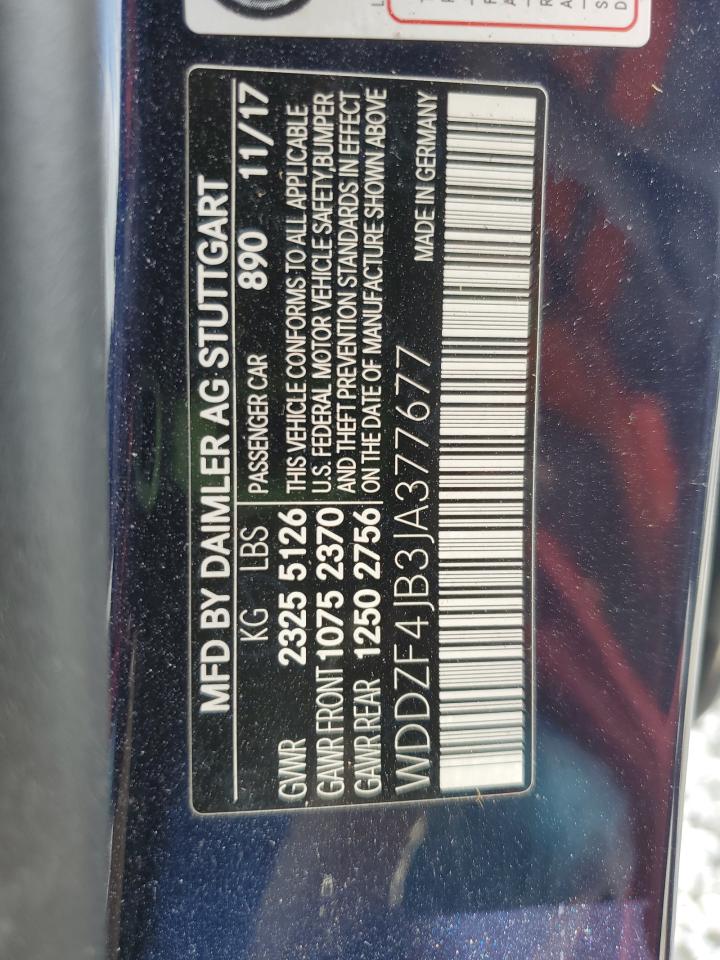 MFD BY DAIMLER AG STUTTGART
KG LBS PASSENGER CAR 890 11/17
GVWR 2325 5126 THIS VEHICLE CONFORMS TO ALL APPLICABLE
GAWR FRONT 1075 2370 U.S. FEDERAL MOTOR VEHICLE SAFETY, BUMPER
GAWR REAR 1250 2756 AND THEFT PREVENTION STANDARDS IN EFFECT
ON THE DATE OF MANUFACTURE SHOWN ABOVE
WDDZF4JB3JA377677 MADE IN GERMANY